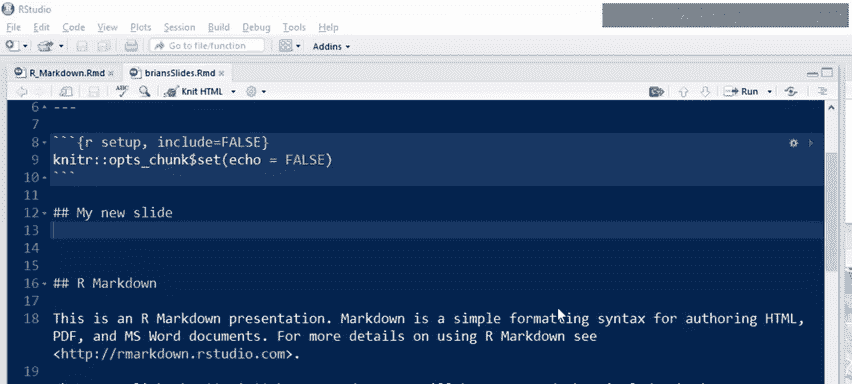 RStudio
File Edit Code View Plots Session Build Debug Tools Help
Go to file/function Addins
R_Markdown.Rmd × briansSlides.Rmd ×
ABC Knit HTML Run
6 ---
7
8 ```{r setup, include=FALSE}
9 knitr::opts_chunk$set(echo = FALSE)
10 ```
11
12 ## My new slide
13
14
15
16 ## R Markdown
17
18 This is an R Markdown presentation. Markdown is a simple formatting syntax for authoring HTML,
PDF, and MS Word documents. For more details on using R Markdown see
<http://rmarkdown.rstudio.com>.
19